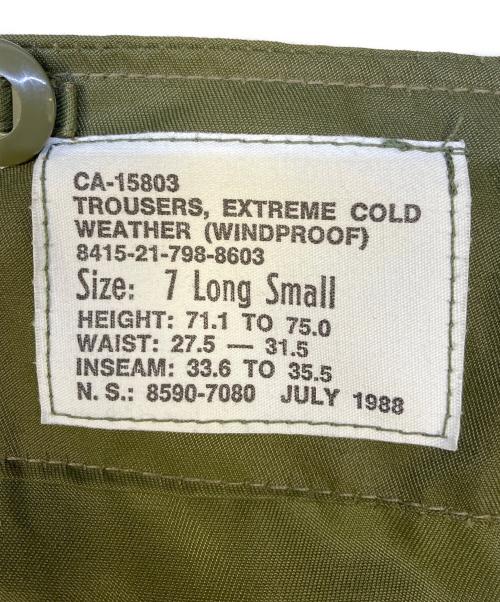 CA-15803
TROUSERS, EXTREME COLD
WEATHER (WINDPROOF)
8415-21-798-8603
Size: 7 Long Small
HEIGHT: 71.1 TO 75.0
WAIST: 27.5 — 31.5
INSEAM: 33.6 TO 35.5
N. S.: 8590-7080 JULY 1988